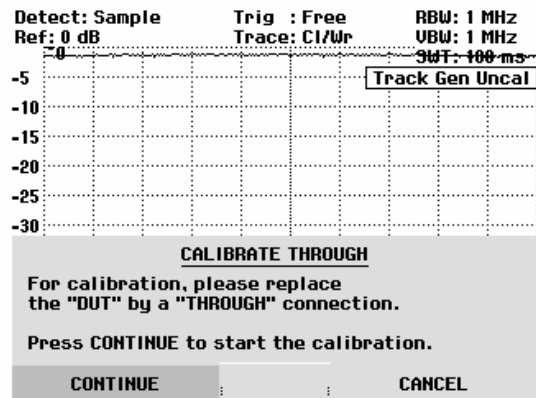 Detect: Sample Trig : Free RBW: 1 MHz
Ref: 0 dB Trace: Cl/Wr VBW: 1 MHz
-0 SWT: 100 ms
-5 Track Gen Uncal
-10
-15
-20
-25
-30
CALIBRATE THROUGH
For calibration, please replace
the "DUT" by a "THROUGH" connection.
Press CONTINUE to start the calibration.
CONTINUE CANCEL